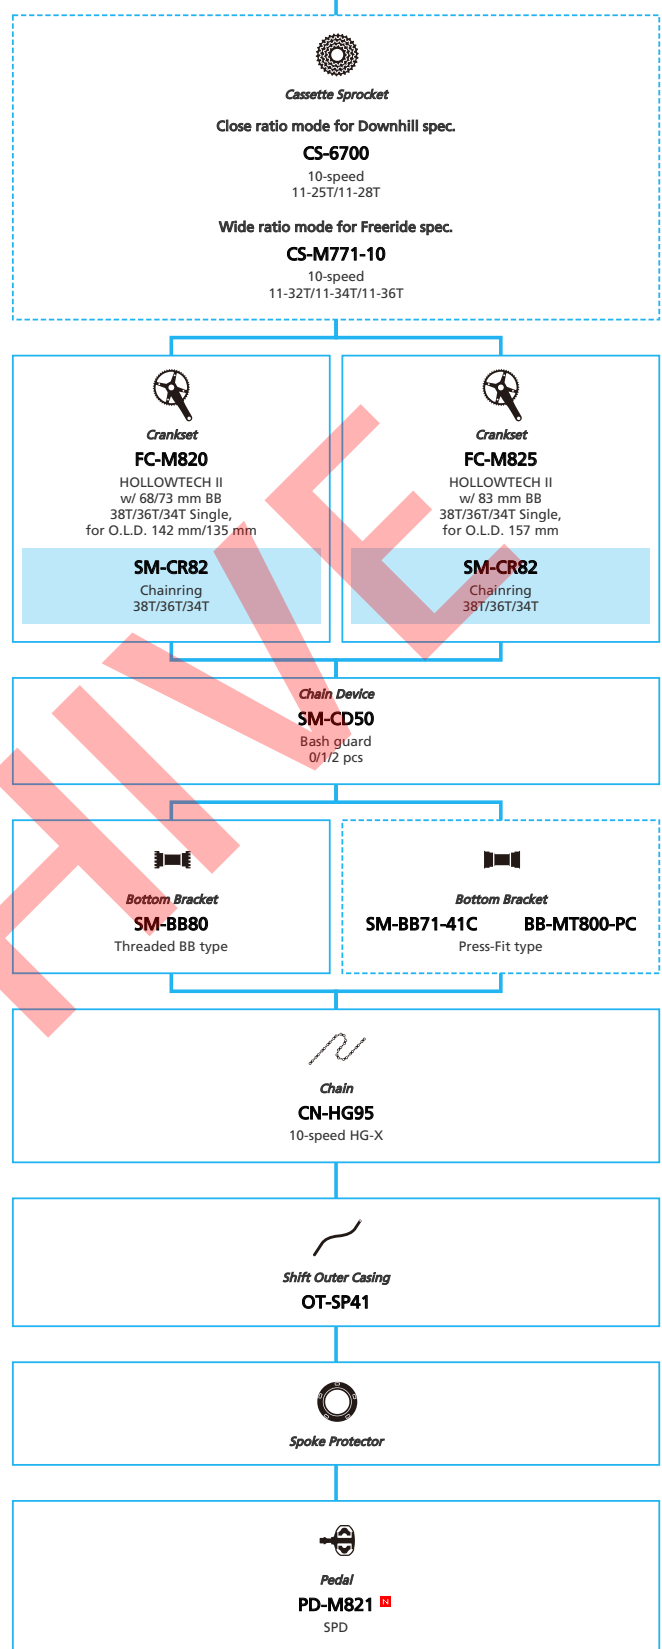 Cassette Sprocket
Close ratio mode for Downhill spec.
CS-6700
10-speed
11-25T/11-28T
Wide ratio mode for Freeride spec.
CS-M771-10
10-speed
11-32T/11-34T/11-36T
Crankset
FC-M820
HOLLOWTECH II
w/ 68/73 mm BB
38T/36T/34T Single,
for O.L.D. 142 mm/135 mm
SM-CR82
Chainring
38T/36T/34T
Crankset
FC-M825
HOLLOWTECH II
w/ 83 mm BB
38T/36T/34T Single,
for O.L.D. 157 mm
SM-CR82
Chainring
38T/36T/34T
Chain Device
SM-CD50
Bash guard
0/1/2 pcs
Bottom Bracket
SM-BB80
Threaded BB type
Bottom Bracket
SM-BB71-41C BB-MT800-PC
Press-Fit type
Chain
CN-HG95
10-speed HG-X
Shift Outer Casing
OT-SP41
Spoke Protector
Pedal
PD-M821 N
SPD
HIVE